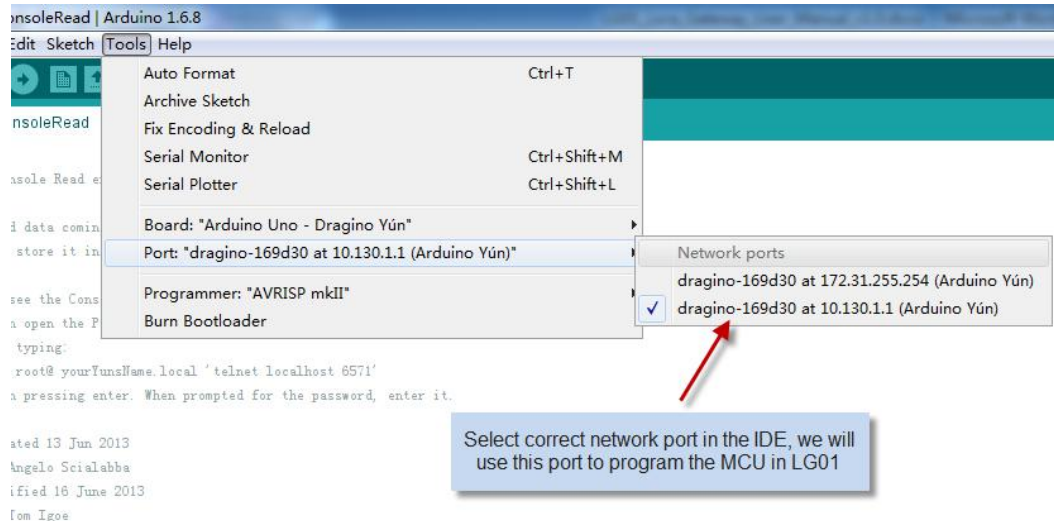 onsoleRead | Arduino 1.6.8
Edit Sketch Tools Help
Auto Format Ctrl+T
Archive Sketch
Fix Encoding & Reload
Serial Monitor Ctrl+Shift+M
Serial Plotter Ctrl+Shift+L
Board: "Arduino Uno - Dragino Yún"
Port: "dragino-169d30 at 10.130.1.1 (Arduino Yún)"
Programmer: "AVRISP mkII"
Burn Bootloader
Network ports
dragino-169d30 at 172.31.255.254 (Arduino Yún)
dragino-169d30 at 10.130.1.1 (Arduino Yún)
nsoleRead
nsole Read e
d data comin
store it in
see the Cons
n open the P
typing:
root@ yourYunsName.local 'telnet localhost 6571'
n pressing enter. When prompted for the password, enter it.
ated 13 Jun 2013
Angelo Scialabba
ified 16 June 2013
Tom Igoe
Select correct network port in the IDE, we will
use this port to program the MCU in LG01